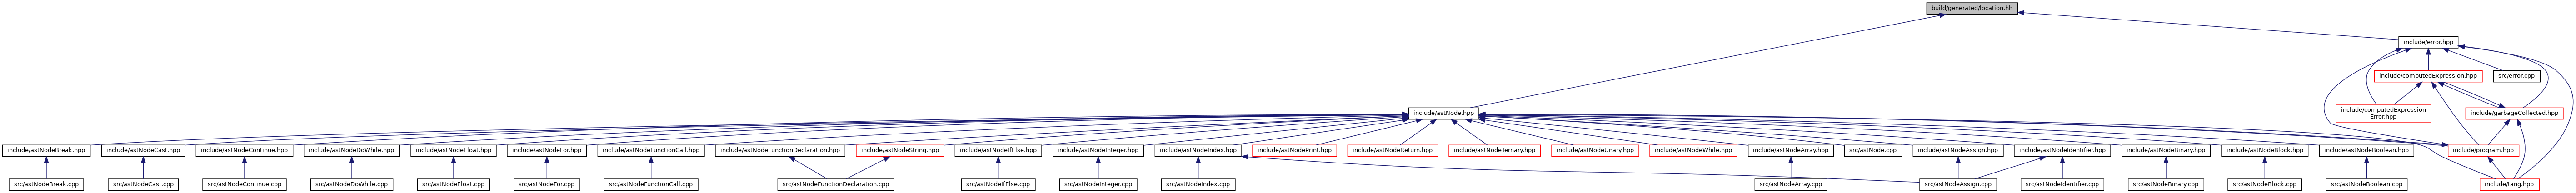 build/generated/location.hh
include/error.hpp
include/computedExpression.hpp
src/error.cpp
include/astNode.hpp
include/computedExpression
Error.hpp
include/garbageCollected.hpp
include/astNodeBreak.hpp
include/astNodeCast.hpp
include/astNodeContinue.hpp
include/astNodeDoWhile.hpp
include/astNodeFloat.hpp
include/astNodeFor.hpp
include/astNodeFunctionCall.hpp
include/astNodeFunctionDeclaration.hpp
include/astNodeString.hpp
include/astNodeIfElse.hpp
include/astNodeInteger.hpp
include/astNodeIndex.hpp
include/astNodePrint.hpp
include/astNodeReturn.hpp
include/astNodeTernary.hpp
include/astNodeUnary.hpp
include/astNodeWhile.hpp
include/astNodeArray.hpp
src/astNode.cpp
include/astNodeAssign.hpp
include/astNodeIdentifier.hpp
include/astNodeBinary.hpp
include/astNodeBlock.hpp
include/astNodeBoolean.hpp
include/program.hpp
src/astNodeBreak.cpp
src/astNodeCast.cpp
src/astNodeContinue.cpp
src/astNodeDoWhile.cpp
src/astNodeFloat.cpp
src/astNodeFor.cpp
src/astNodeFunctionCall.cpp
src/astNodeFunctionDeclaration.cpp
src/astNodeIfElse.cpp
src/astNodeInteger.cpp
src/astNodeIndex.cpp
src/astNodeArray.cpp
src/astNodeAssign.cpp
src/astNodeIdentifier.cpp
src/astNodeBinary.cpp
src/astNodeBlock.cpp
src/astNodeBoolean.cpp
include/tang.hpp